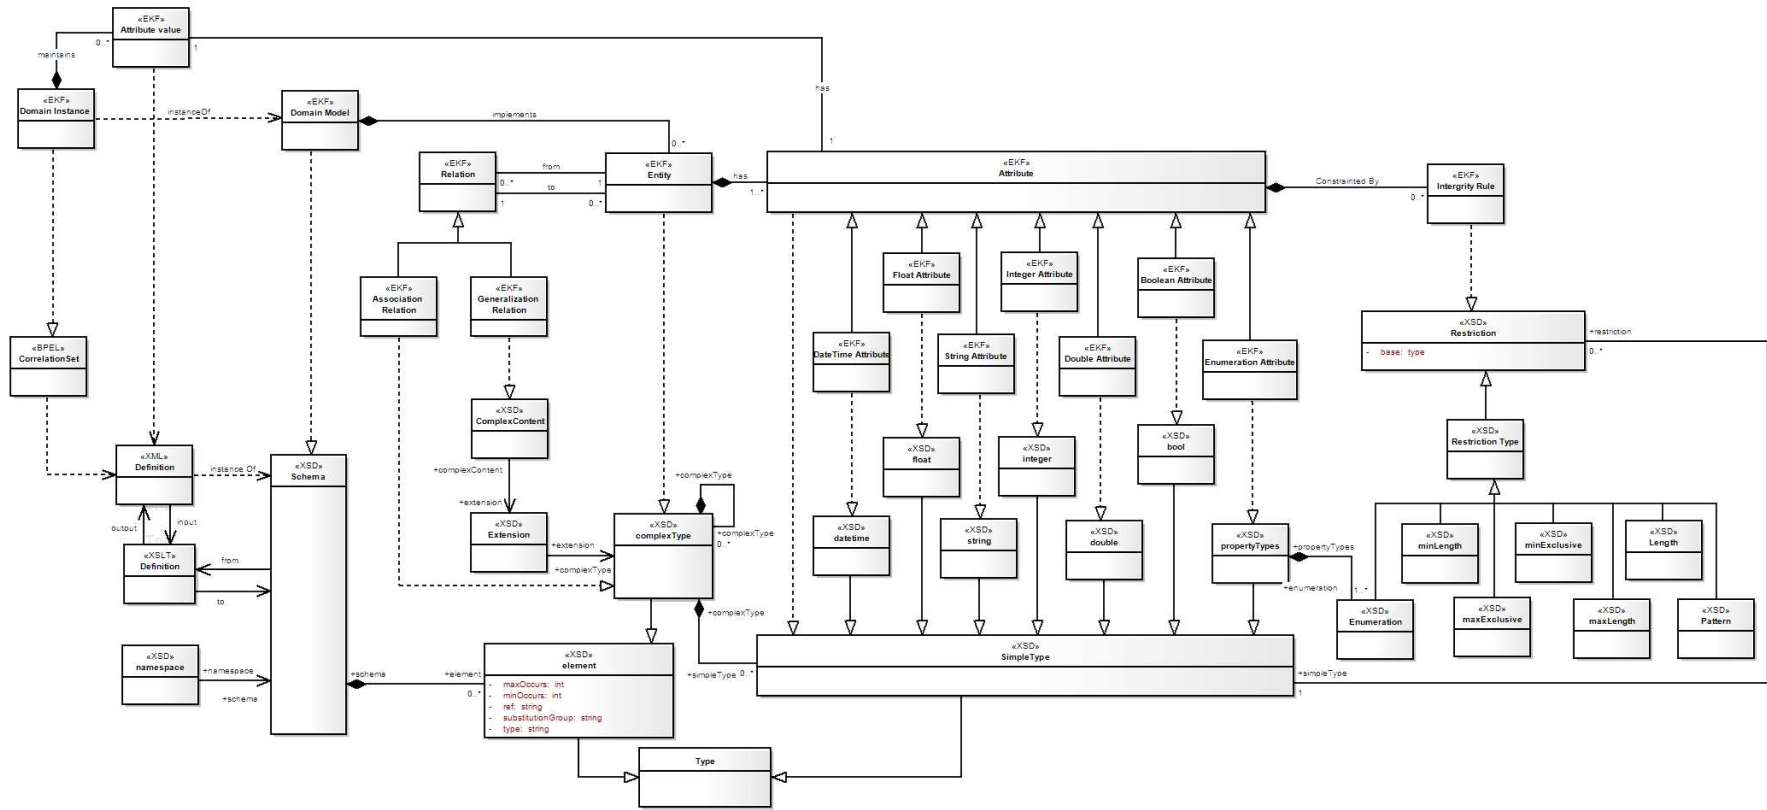 «EKF»
Attribute value
0..*
1
maintains
«EKF»
Domain Instance
instanceOf
«EKF»
Domain Model
implements
0..*
has
1
«EKF»
Relation
from
0..*
1
to
1
0..*
«EKF»
Entity
has
1..*
«EKF»
Attribute
Constrainted By
0..*
«EKF»
Intergrity Rule
«EKF»
Association
Relation
«EKF»
Generalization
Relation
«EKF»
DateTime Attribute
«EKF»
Float Attribute
«EKF»
String Attribute
«EKF»
Integer Attribute
«EKF»
Double Attribute
«EKF»
Boolean Attribute
«EKF»
Enumeration Attribute
«XSD»
Restriction
- base: type
+restriction
0..*
«BPEL»
CorrelationSet
«XSD»
ComplexContent
+complexContent
+extension
«XSD»
Extension
+extension
+complexType
«XSD»
complexType
+complexType
+complexType
0..*
+complexType
«XSD»
float
«XSD»
integer
«XSD»
bool
«XSD»
Restriction Type
«XML»
Definition
instance Of
«XSD»
Schema
output
input
«XSLT»
Definition
from
to
«XSD»
datetime
«XSD»
string
«XSD»
double
«XSD»
propertyTypes
+propertyTypes
+enumeration
1..*
«XSD»
minLength
«XSD»
minExclusive
«XSD»
Length
«XSD»
Enumeration
«XSD»
maxExclusive
«XSD»
maxLength
«XSD»
Pattern
«XSD»
namespace
+namespace
+schema
+schema
+element
0..*
«XSD»
element
- maxOccurs: int
- minOccurs: int
- ref: string
- substitutionGroup: string
- type: string
+simpleType
0..*
«XSD»
SimpleType
+simpleType
1
Type